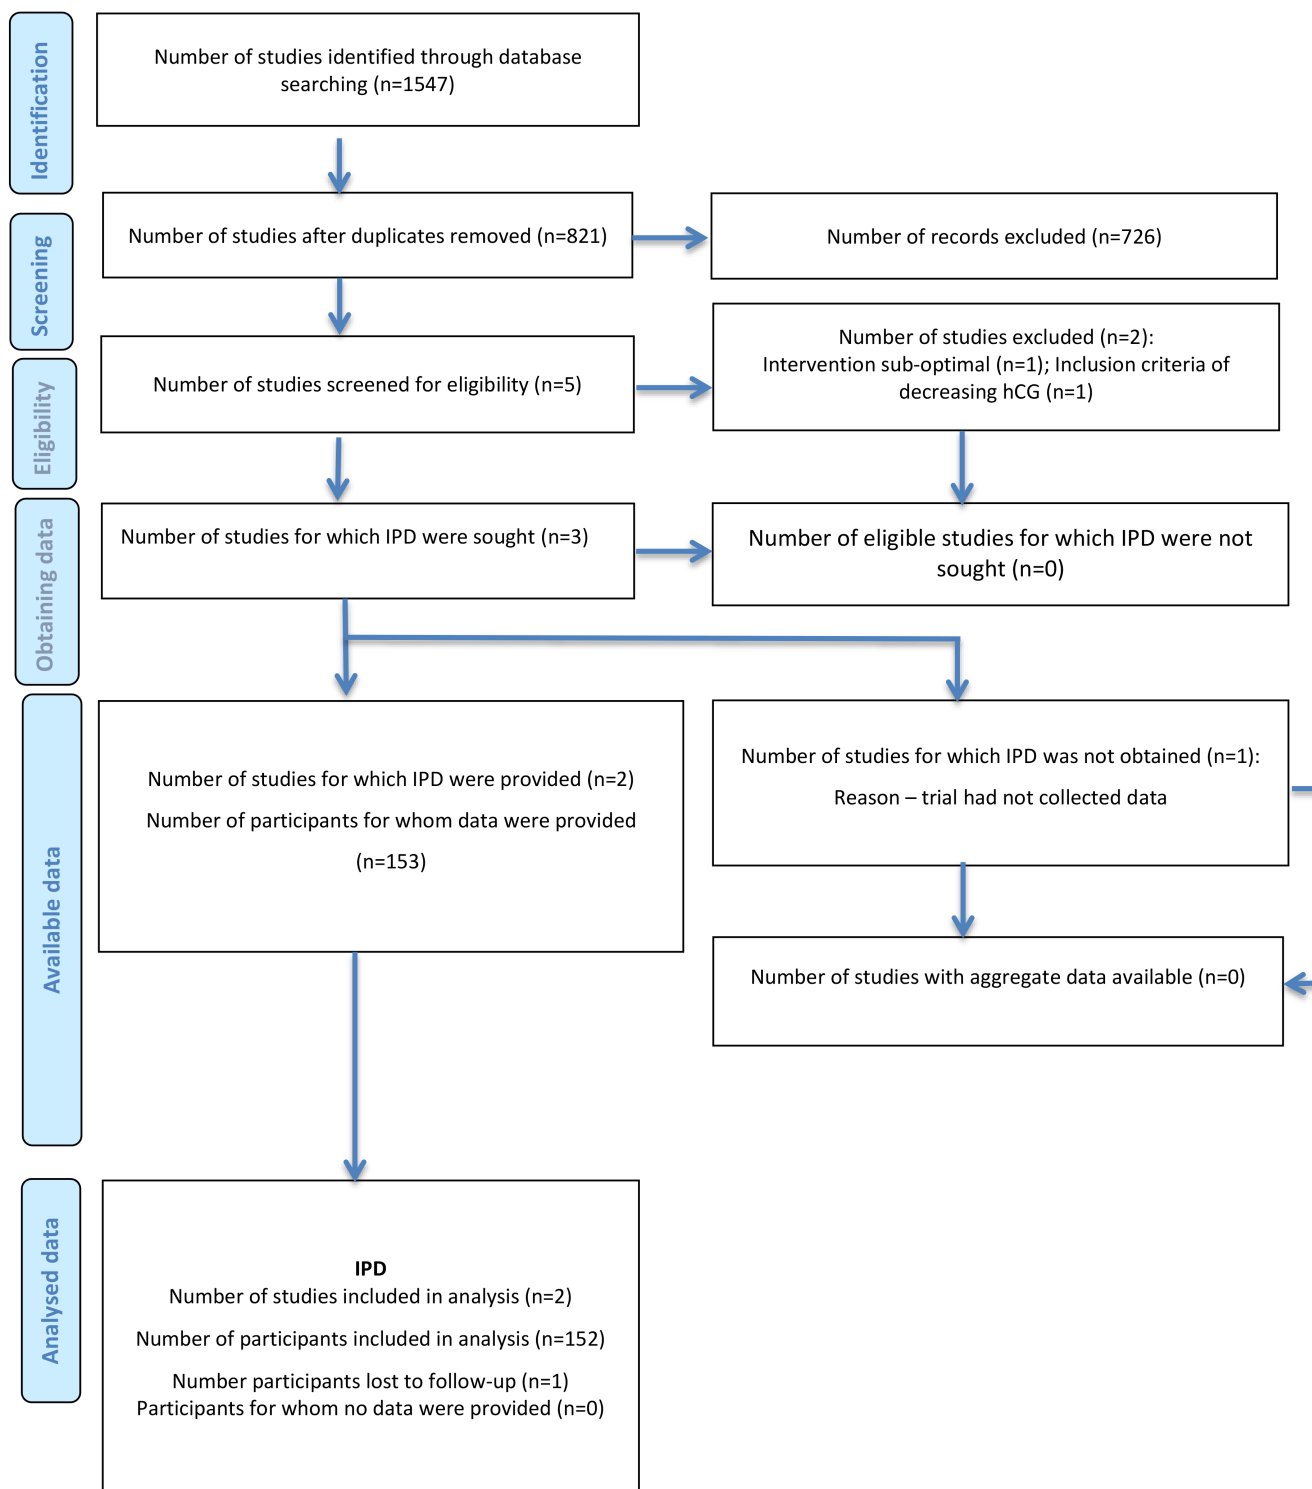 Identification
Number of studies identified through database
searching (n=1547)
Screening
Number of studies after duplicates removed (n=821)
Number of records excluded (n=726)
Number of studies excluded (n=2):
Intervention sub-optimal (n=1); Inclusion criteria of
decreasing hCG (n=1)
Eligibility
Number of studies screened for eligibility (n=5)
Obtaining data
Number of studies for which IPD were sought (n=3)
Number of eligible studies for which IPD were not
sought (n=0)
Available data
Number of studies for which IPD were provided (n=2)
Number of participants for whom data were provided
(n=153)
Number of studies for which IPD was not obtained (n=1):
Reason – trial had not collected data
Number of studies with aggregate data available (n=0)
Analysed data
IPD
Number of studies included in analysis (n=2)
Number of participants included in analysis (n=152)
Number participants lost to follow-up (n=1)
Participants for whom no data were provided (n=0)